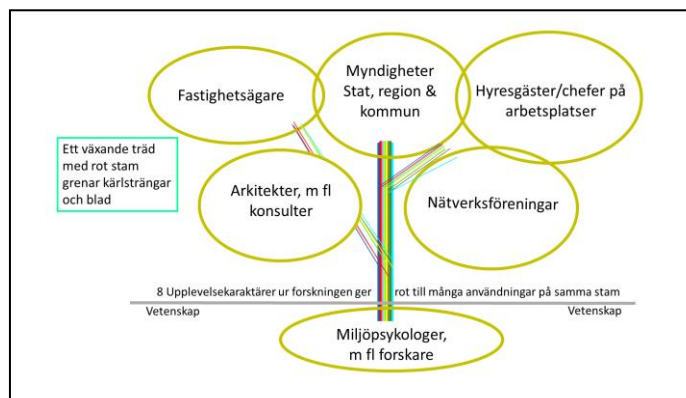 Fastighetsägare
Myndigheter
Stat, region &
kommun
Hyresgäster/chefer på
arbetsplatser
Ett växande träd
med rot stam
grenar kärlsträngar
och blad
Arkitekter, m fl
konsulter
Nätverksföreningar
8 Upplevelsekaraktärer ur forskningen ger rot till många användningar på samma stam
Vetenskap
Vetenskap
Miljöpsykologer,
m fl forskare